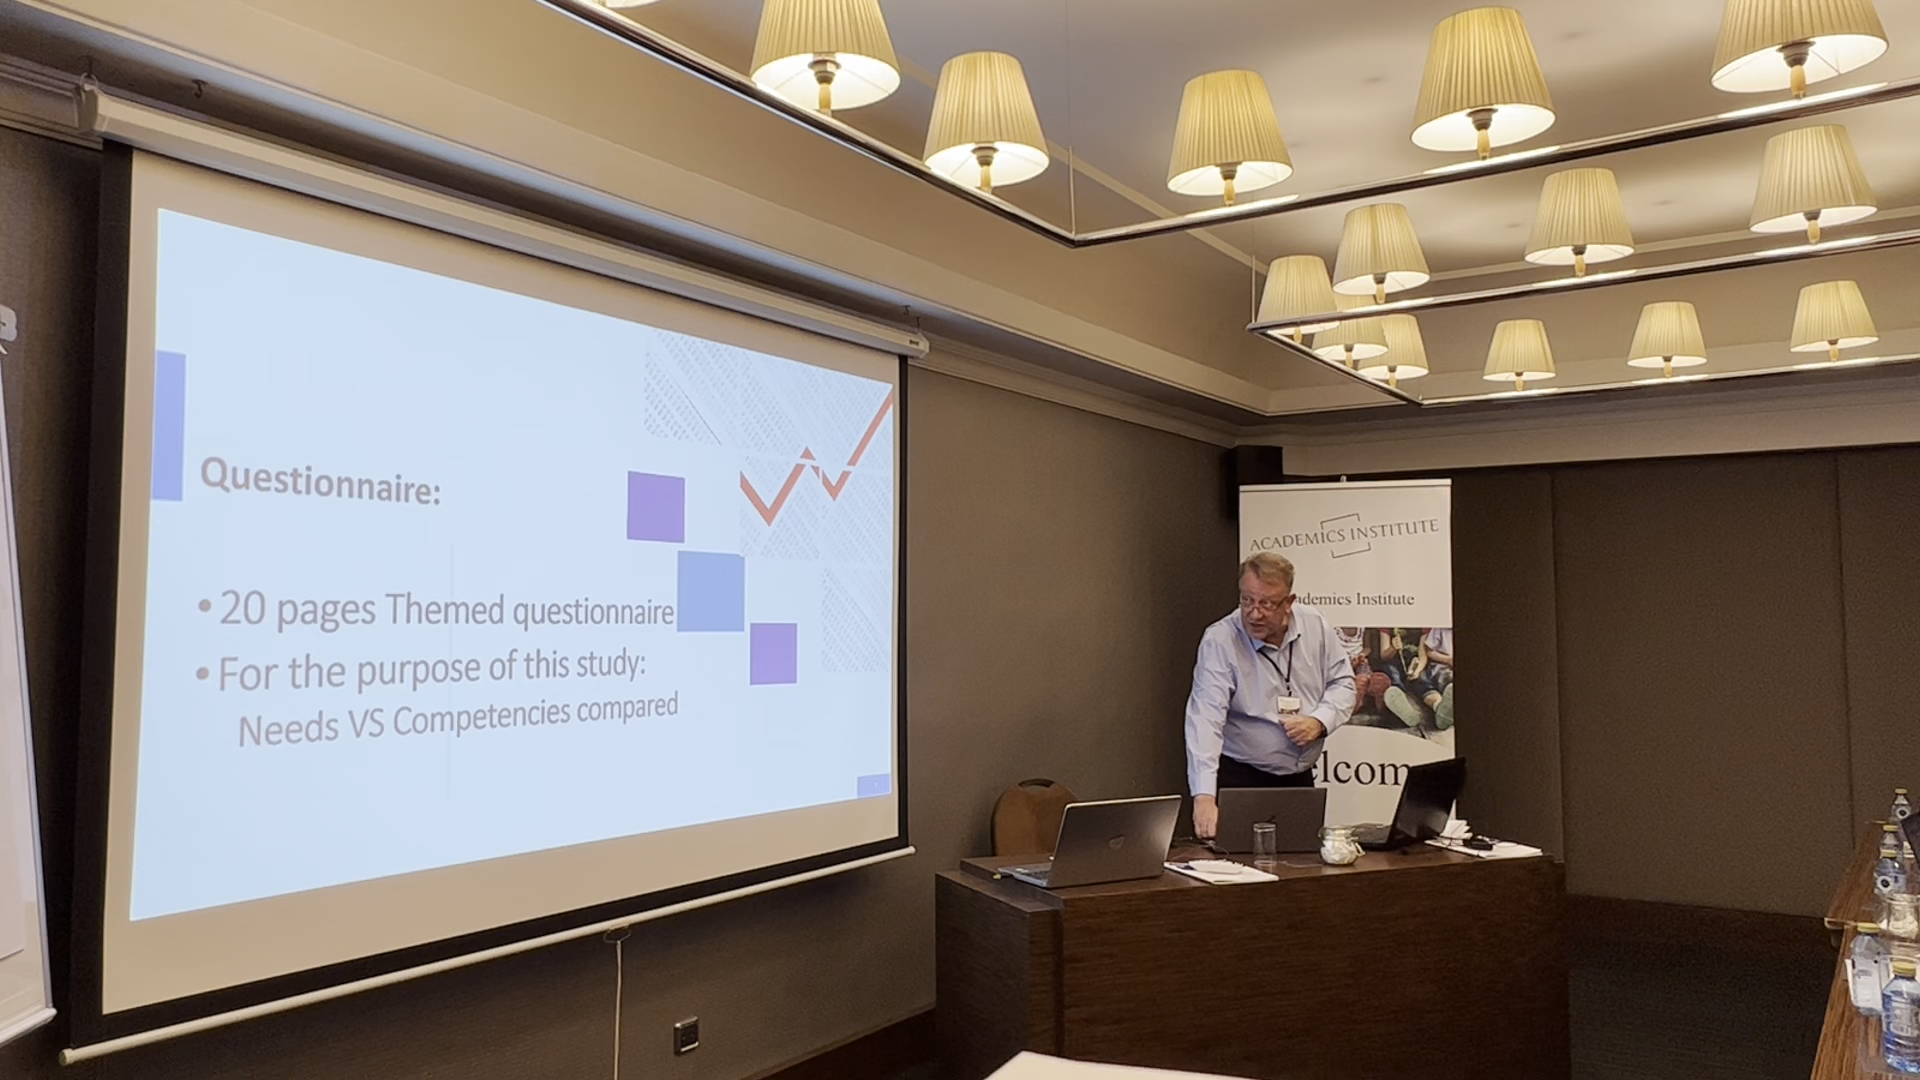 Questionnaire:
• 20 pages Themed questionnaire
• For the purpose of this study:
Needs VS Competencies compared
ACADEMICS INSTITUTE
demics Institute
elcom